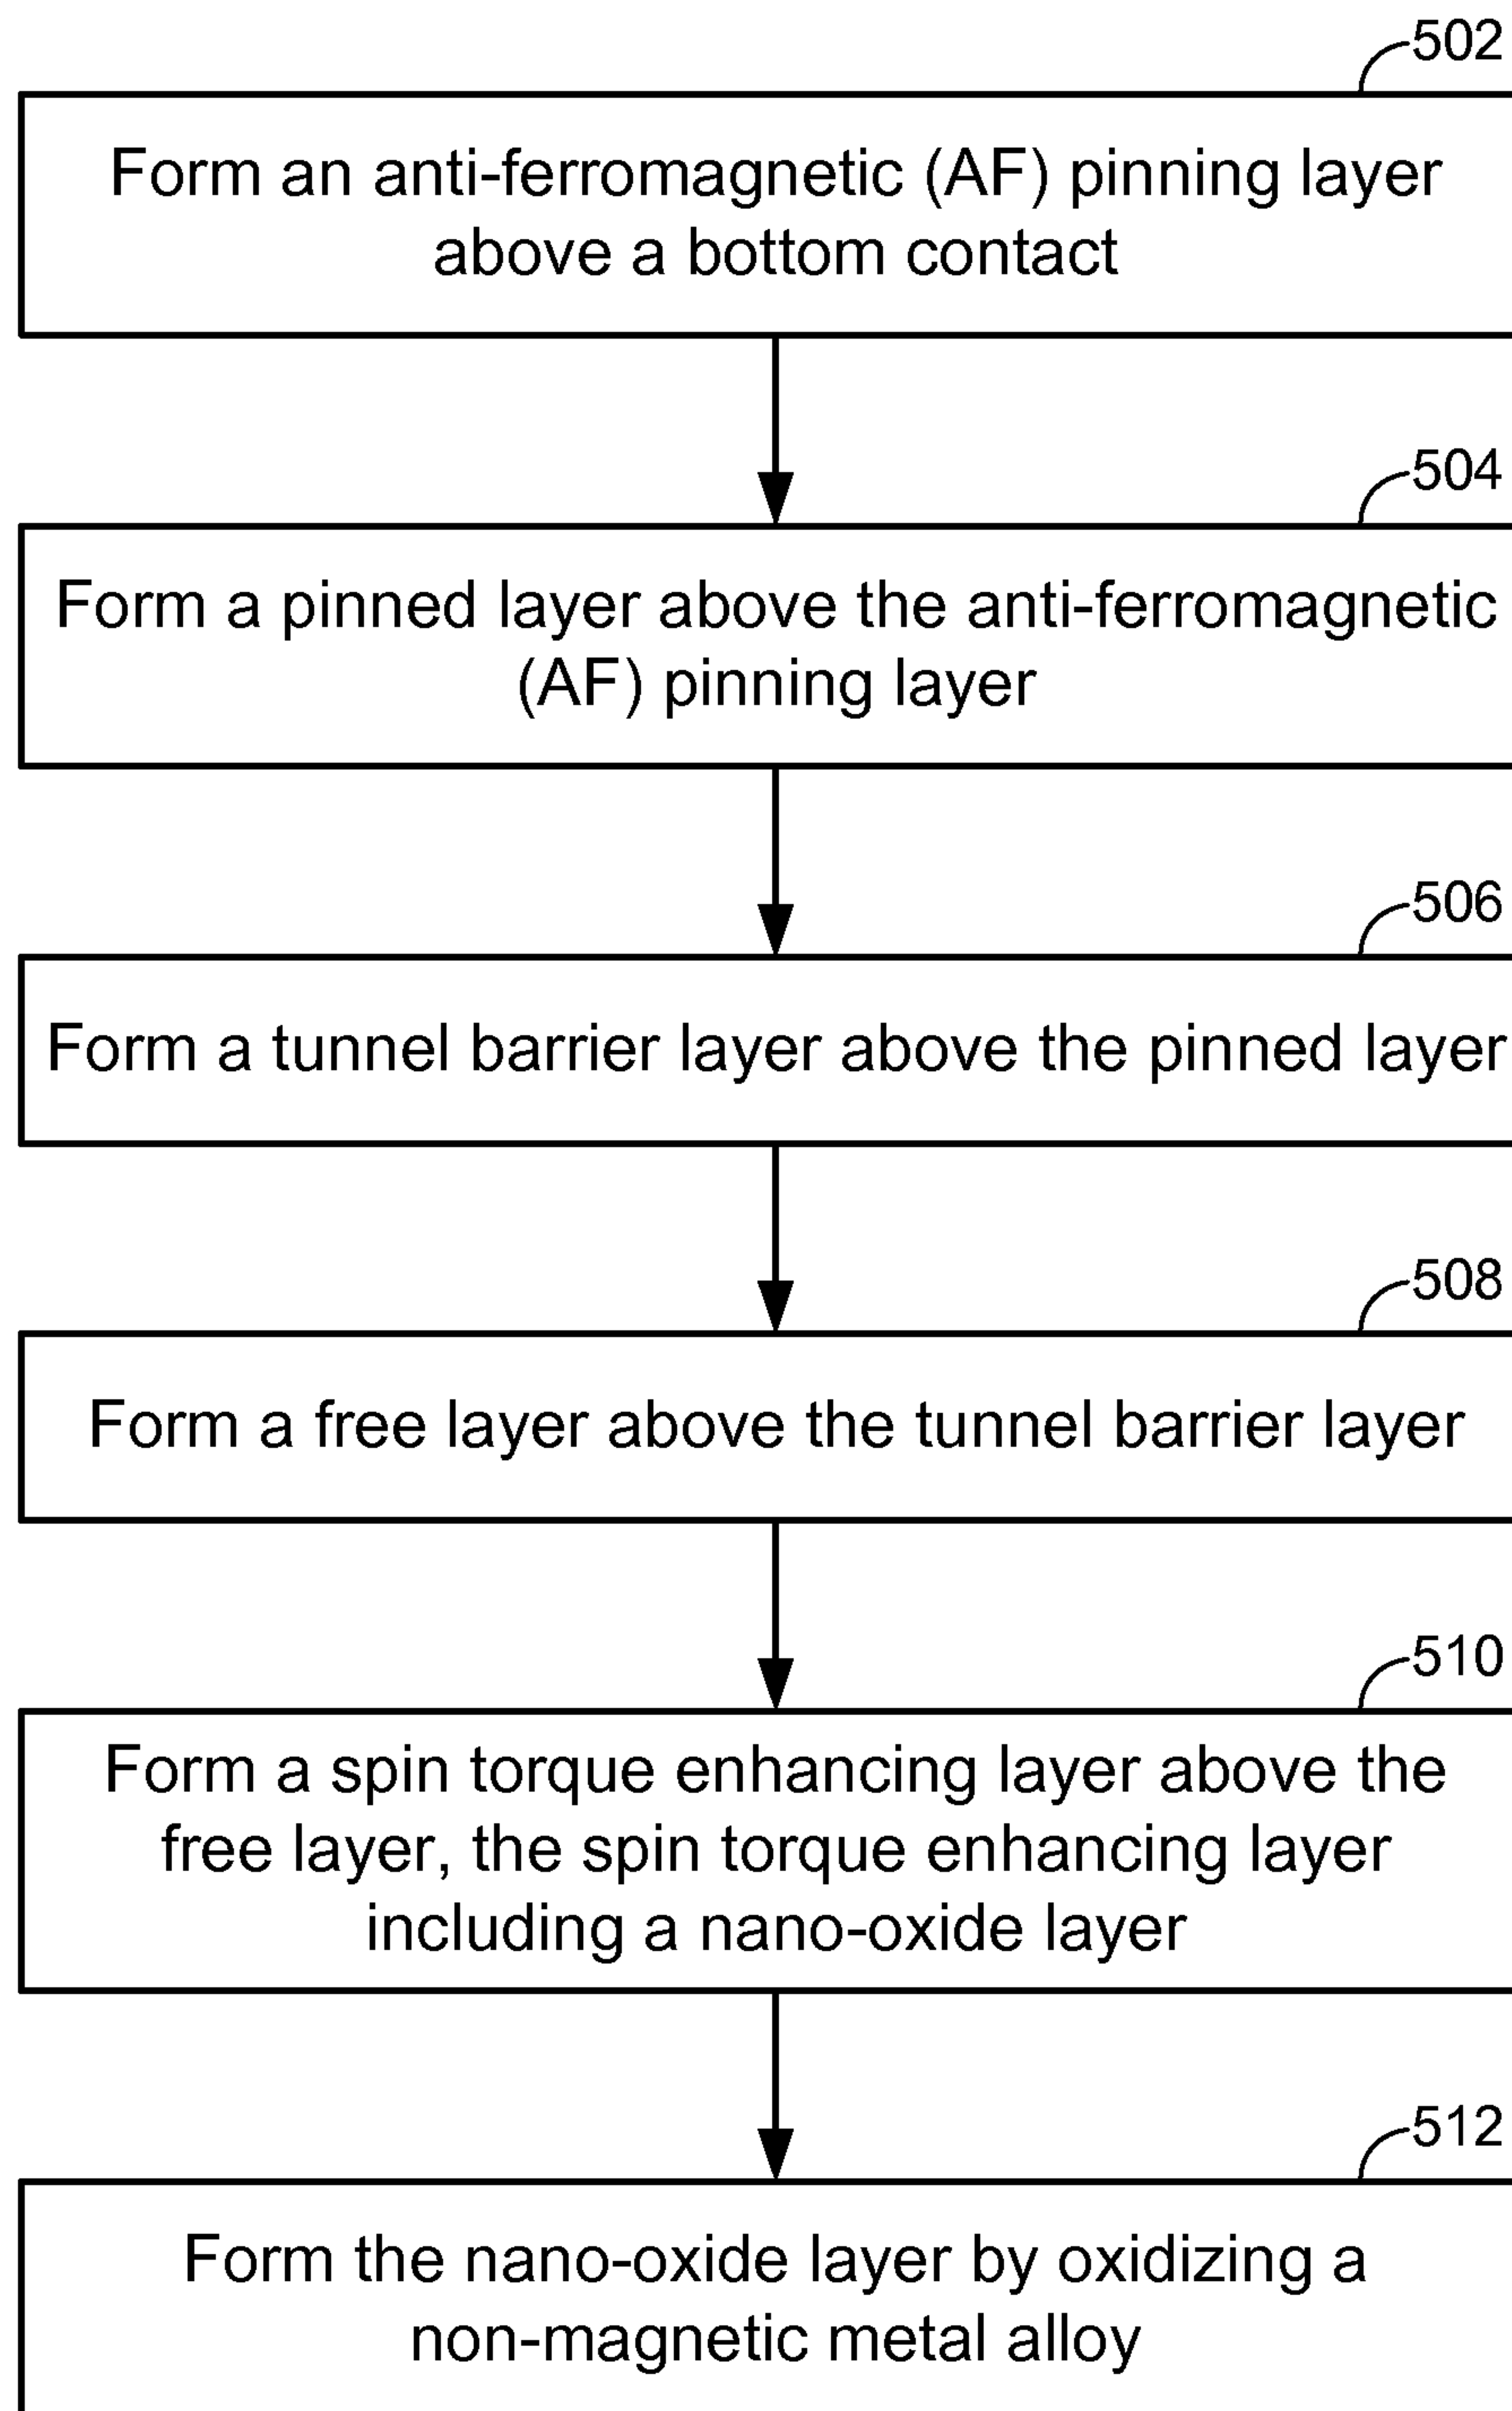 502
Form an anti-ferromagnetic (AF) pinning layer
above a bottom contact
504
Form a pinned layer above the anti-ferromagnetic
(AF) pinning layer
506
Form a tunnel barrier layer above the pinned layer
508
Form a free layer above the tunnel barrier layer
510
Form a spin torque enhancing layer above the
free layer, the spin torque enhancing layer
including a nano-oxide layer
512
Form the nano-oxide layer by oxidizing a
non-magnetic metal alloy